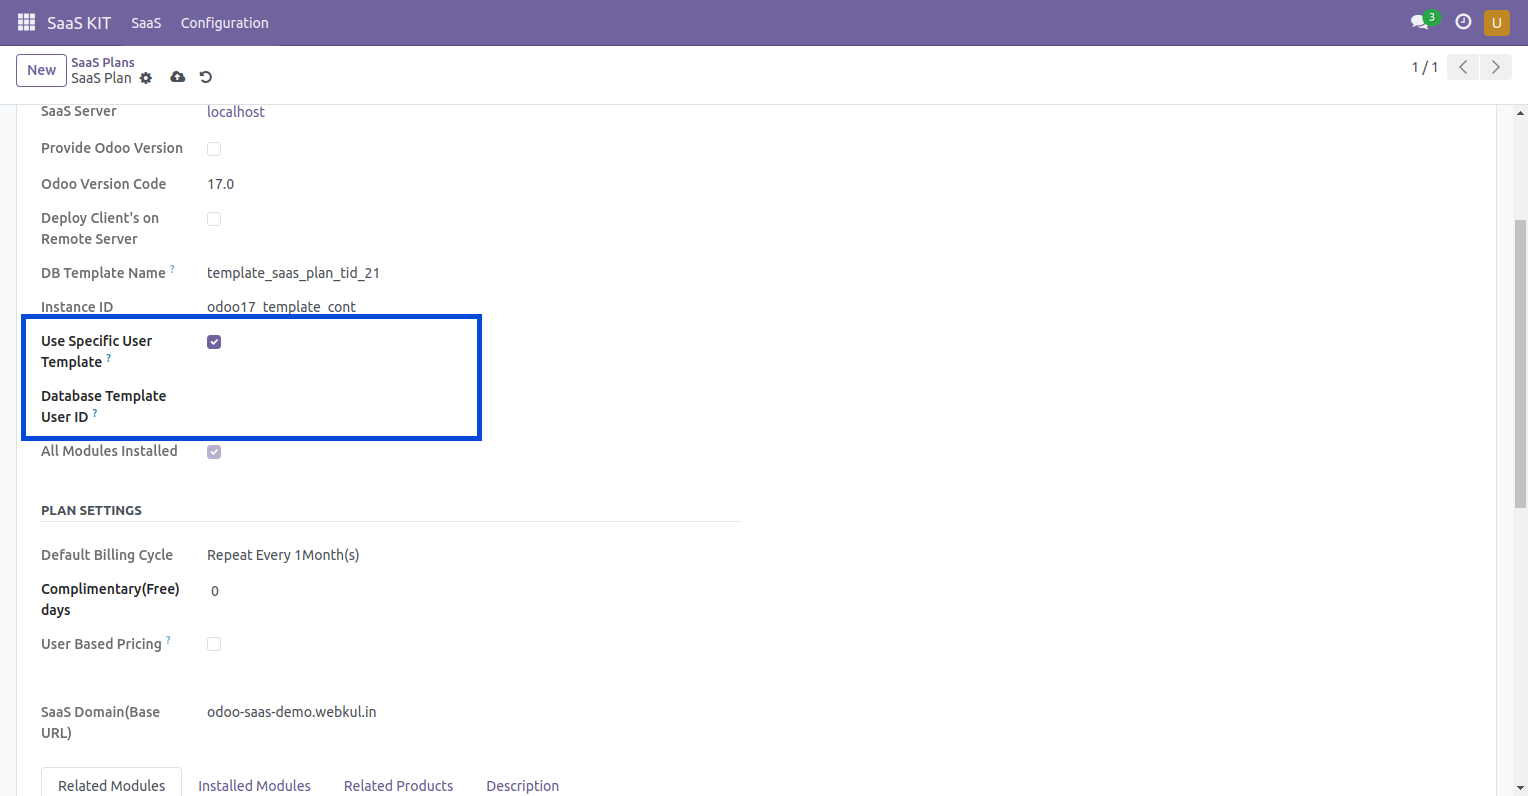 SaaS KIT SaaS Configuration 3 U
New SaaS Plans
SaaS Plan 1 / 1
SaaS Server localhost
Provide Odoo Version
Odoo Version Code 17.0
Deploy Client's on
Remote Server
DB Template Name ? template_saas_plan_tid_21
Instance ID odoo17_template_cont
Use Specific User
Template ?
Database Template
User ID ?
All Modules Installed
PLAN SETTINGS
Default Billing Cycle Repeat Every 1Month(s)
Complimentary(Free)
days 0
User Based Pricing ?
SaaS Domain(Base
URL) odoo-saas-demo.webkul.in
Related Modules Installed Modules Related Products Description